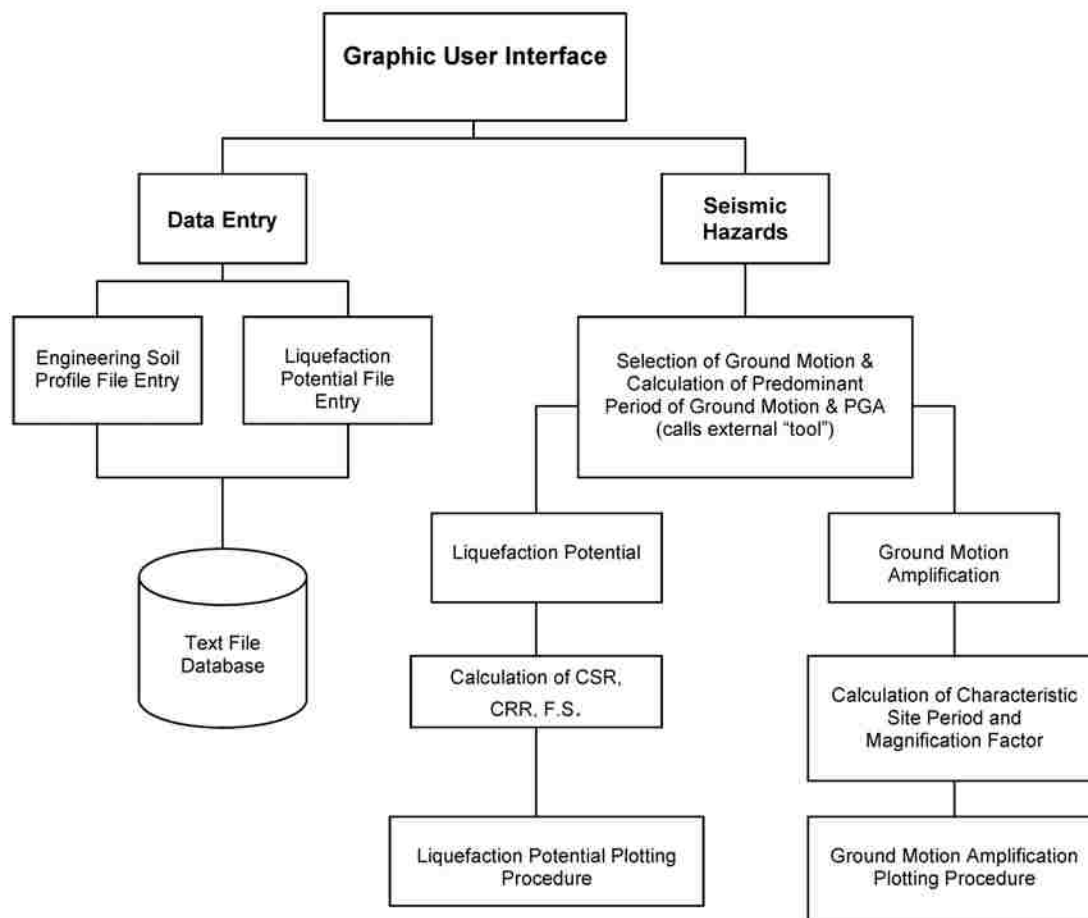 Graphic User Interface
Data Entry
Seismic
Hazards
Engineering Soil
Profile File Entry
Liquefaction
Potential File
Entry
Selection of Ground Motion &
Calculation of Predominant
Period of Ground Motion & PGA
(calls external “tool”)
Text File
Database
Liquefaction Potential
Ground Motion
Amplification
Calculation of CSR,
CRR, F.S.
Calculation of Characteristic
Site Period and
Magnification Factor
Liquefaction Potential Plotting
Procedure
Ground Motion Amplification
Plotting Procedure